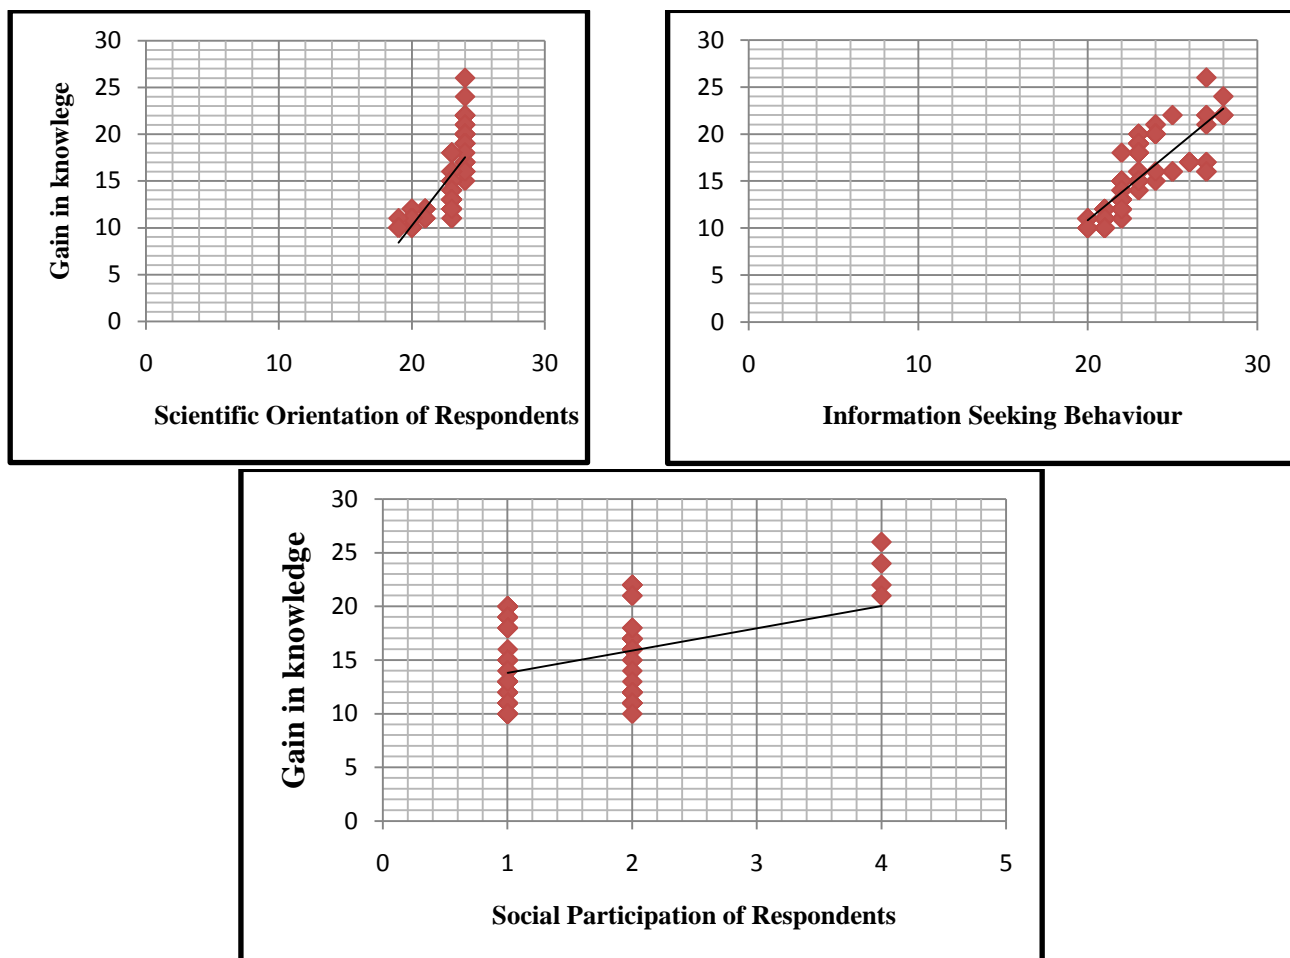 30
25
20
15
10
5
0
Gain in knowlege
0 10 20 30
Scientific Orientation of Respondents
30
25
20
15
10
5
0
0 10 20 30
Information Seeking Behaviour
30
25
20
15
10
5
0
Gain in knowledge
0 1 2 3 4 5
Social Participation of Respondents